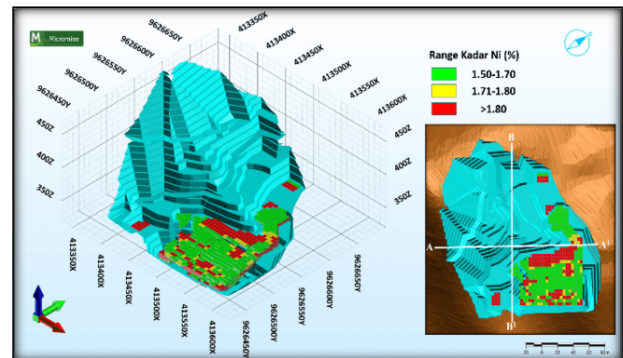 M Micromine
9626650Y
9626600Y
9626500Y
9626450Y
413350X
413400X
413450X
413500X
413550X
413600X
450Z
400Z
350Z
450Z
400Z
350Z
413350X
413400X
413450X
413500X
413550X
413600X
9626450Y
9626500Y
9626550Y
9626600Y
9626650Y
Range Kadar Ni (%)
1.50-1.70
1.71-1.80
>1.80
B
A
A¹
B¹